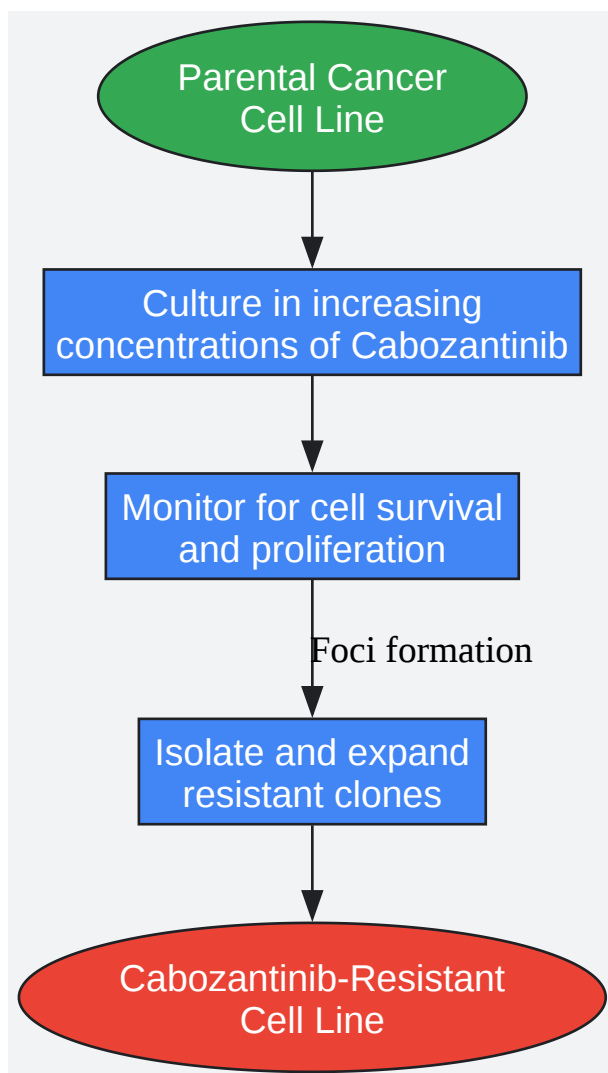 Parental Cancer
Cell Line
Culture in increasing
concentrations of Cabozantinib
Monitor for cell survival
and proliferation
Foci formation
Isolate and expand
resistant clones
Cabozantinib-Resistant
Cell Line